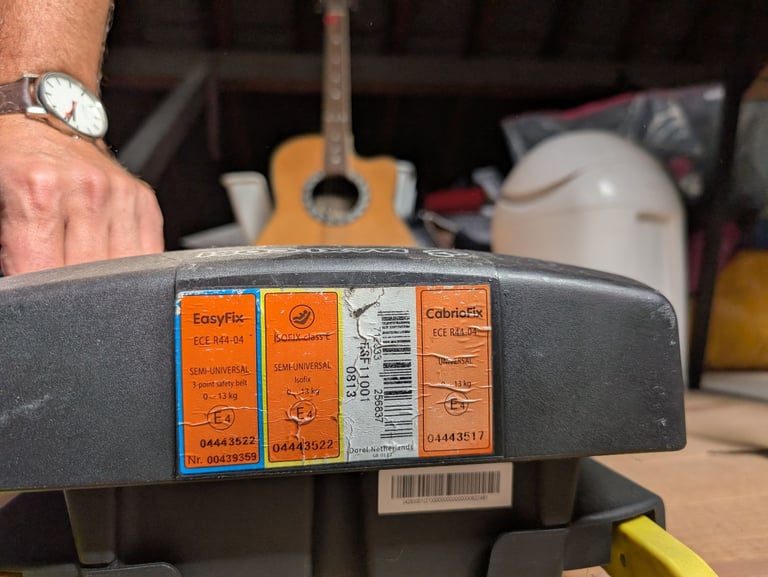 EasyFix
ECE R44-04
SEMI-UNIVERSAL
3-point safety belt
0 - 13 kg
E4
04443522
Nr. 00439359
ISOFIX class E
SEMI-UNIVERSAL
Isofix
0 - 13 kg
E4
04443522
0813
256837
Dorel Netherlands
CabrioFix
ECE R44-04
UNIVERSAL
0 - 13 kg
E4
04443517